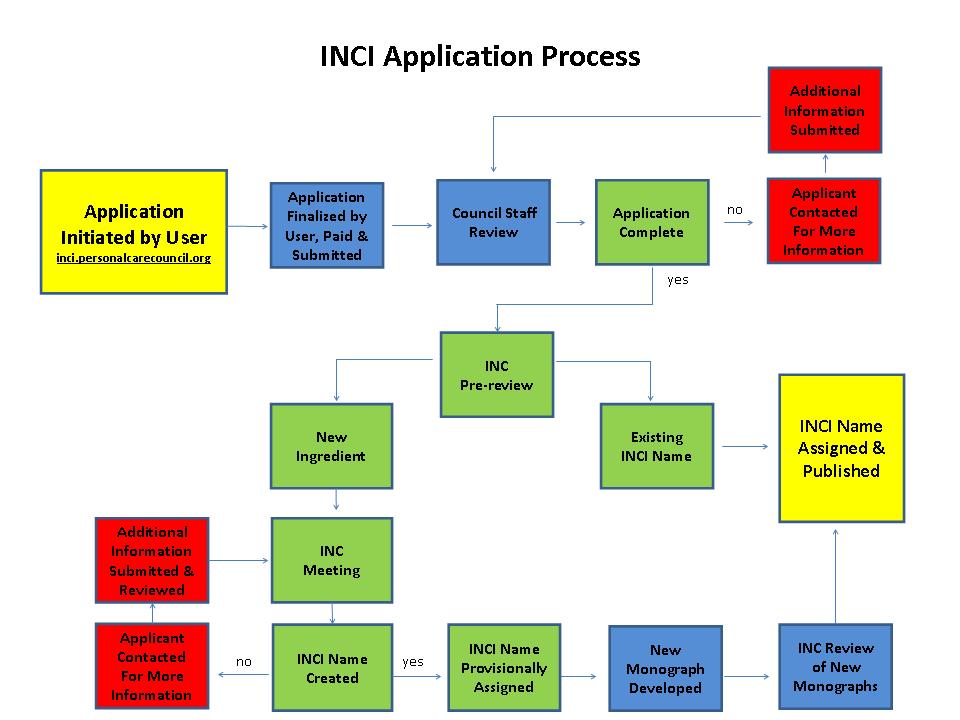 INCI Application Process
Additional
Information
Submitted
Application
Initiated by User
inci.personalcarecouncil.org
Application
Finalized by
User, Paid &
Submitted
Council Staff
Review
Application
Complete
no
Applicant
Contacted
For More
Information
yes
INC
Pre-review
New
Ingredient
Existing
INCI Name
INCI Name
Assigned &
Published
Additional
Information
Submitted &
Reviewed
INC
Meeting
Applicant
Contacted
For More
Information
no
INCI Name
Created
yes
INCI Name
Provisionally
Assigned
New
Monograph
Developed
INC Review
of New
Monographs